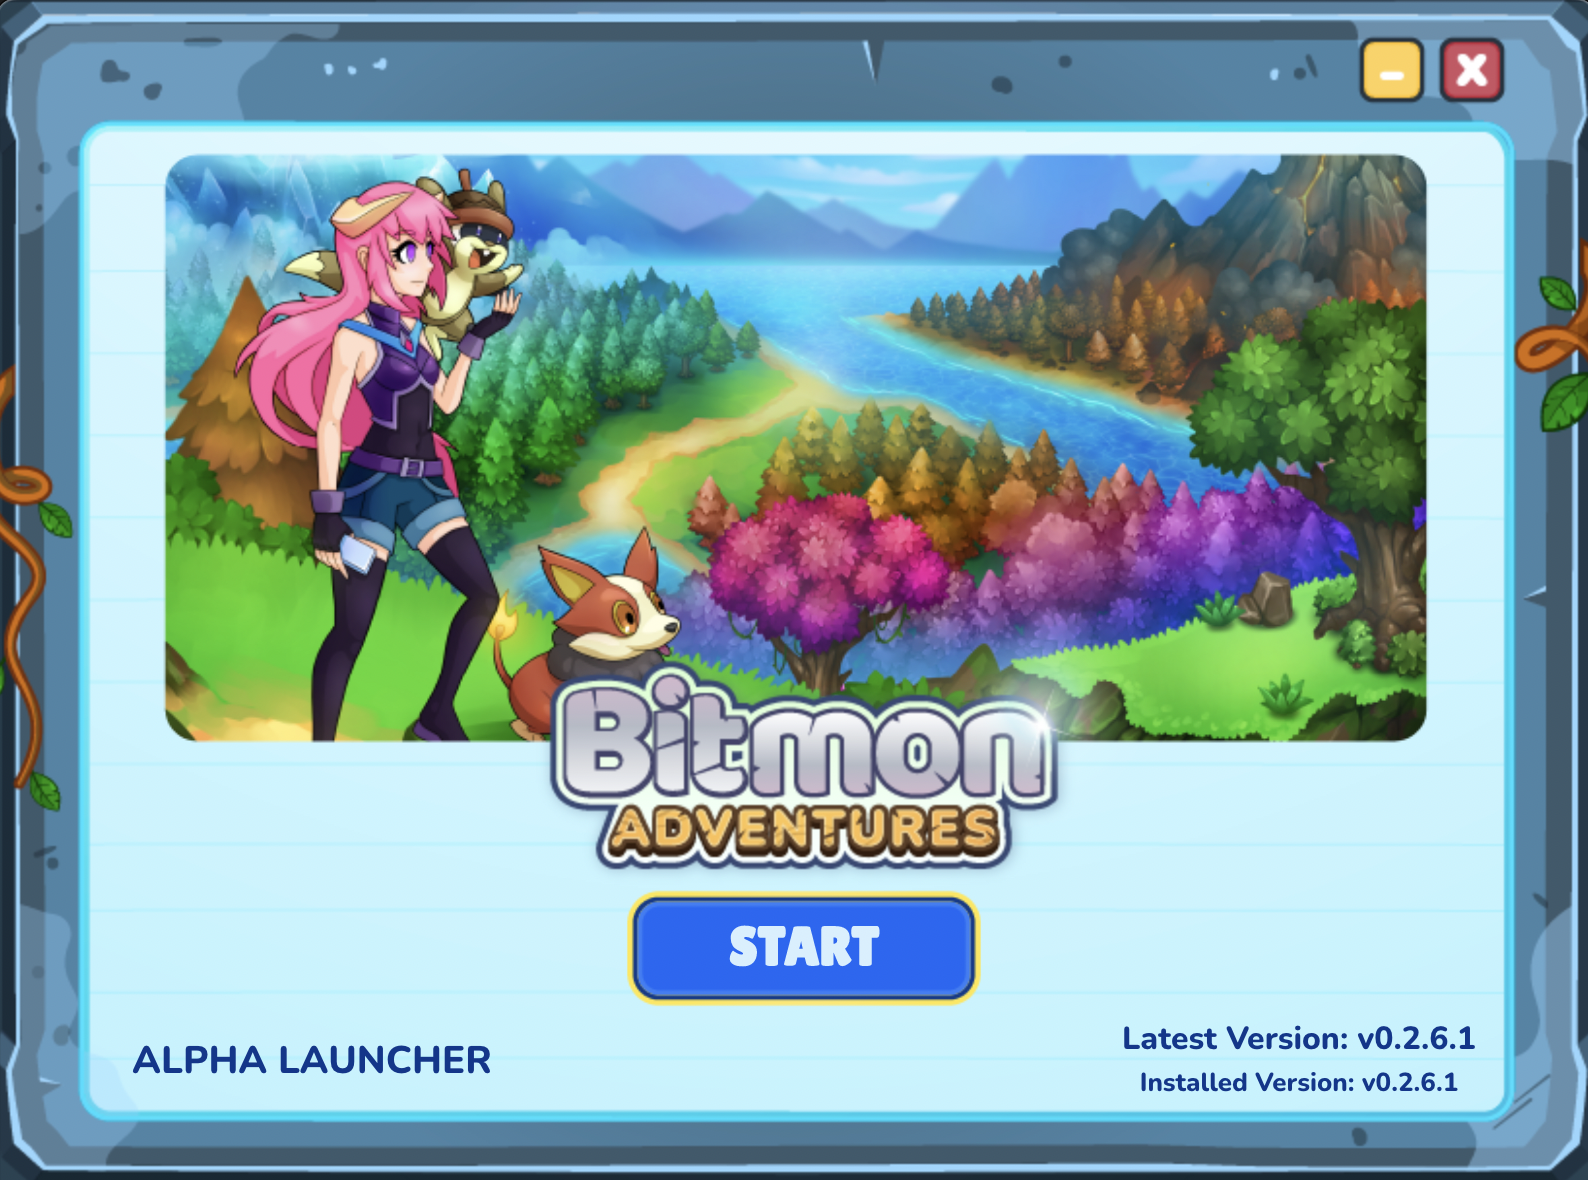 Bitmon
ADVENTURES
START
ALPHA LAUNCHER
Latest Version: v0.2.6.1
Installed Version: v0.2.6.1